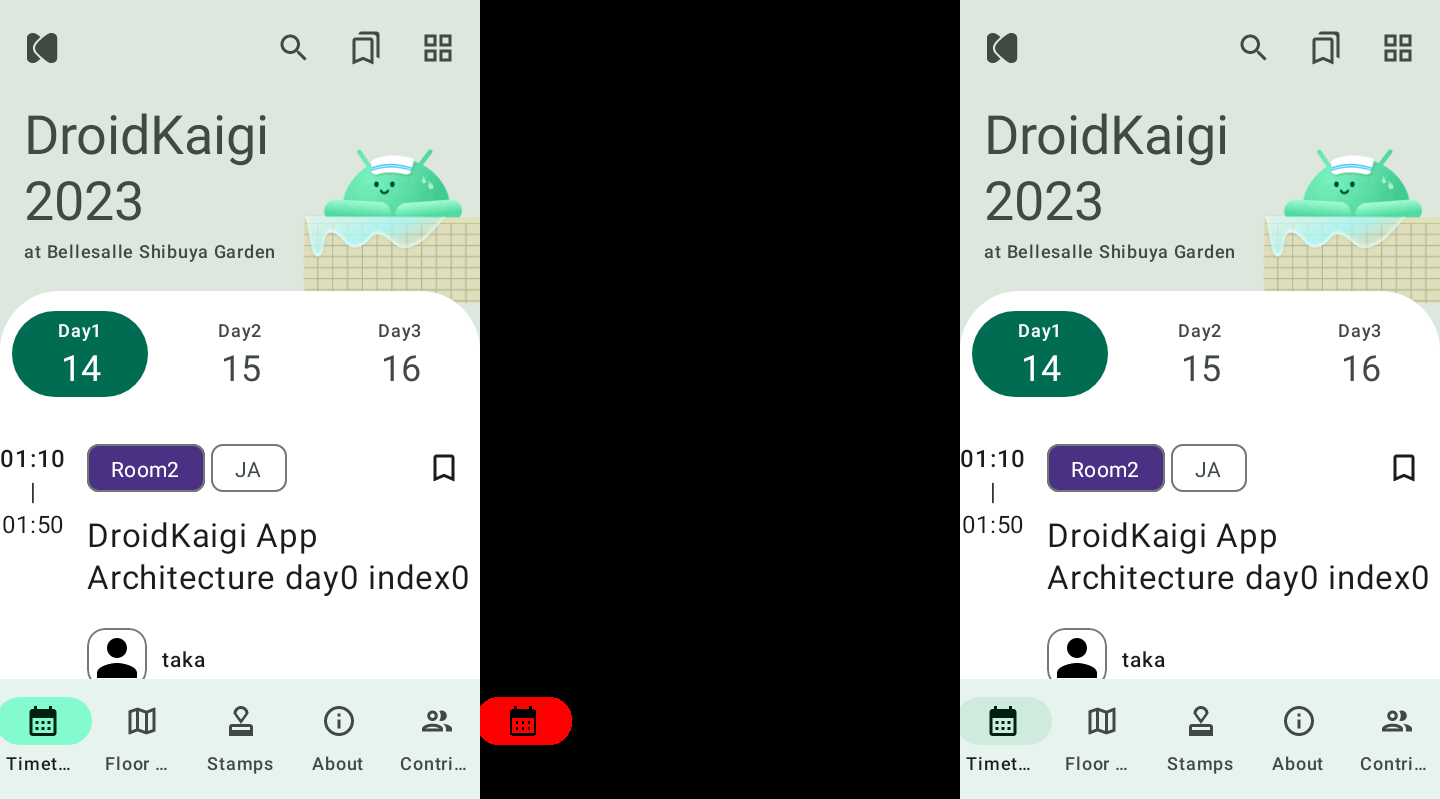 DroidKaigi
2023
at Bellesalle Shibuya Garden
Day1
14
Day2
15
Day3
16
01:10
|
01:50
Room2
JA
DroidKaigi App
Architecture day0 index0
taka
Timet…
Floor …
Stamps
About
Contri…
DroidKaigi
2023
at Bellesalle Shibuya Garden
Day1
14
Day2
15
Day3
16
01:10
|
01:50
Room2
JA
DroidKaigi App
Architecture day0 index0
taka
Timet…
Floor …
Stamps
About
Contri…